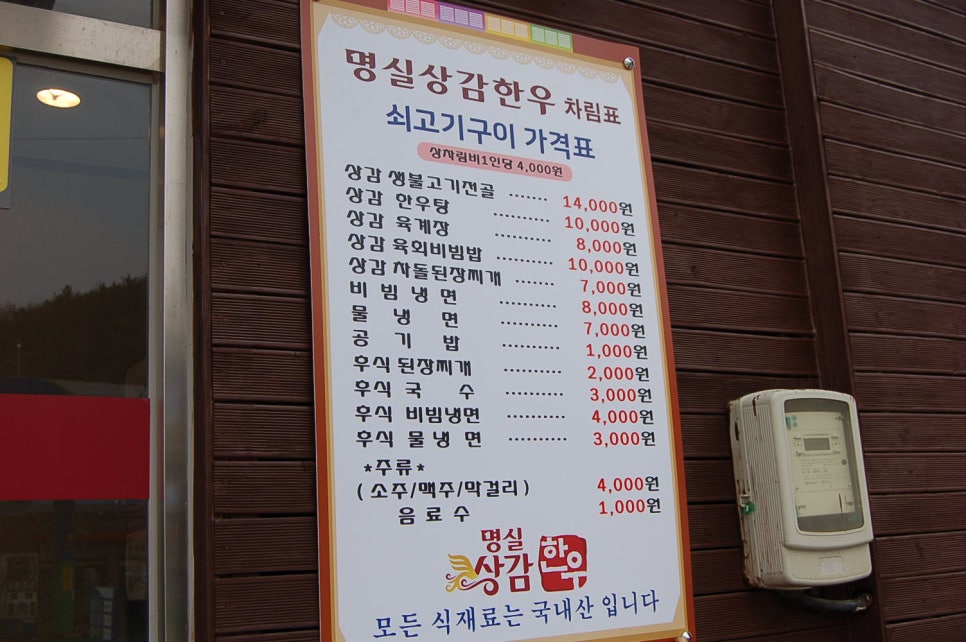 명실상감한우 차림표
쇠고기구이 가격표
상차림비1인당 4,000원
상감 생불고기전골 ······· 14,000원
상감 안우탕 ·········· 10,000원
상감 육계장 ·········· 8,000원
상감 육회비빔밥 ·········· 10,000원
상감 차돌된장찌개 ······· 7,000원
비 빔 냉 면 ·········· 8,000원
물 냉 면 ·········· 7,000원
공 기 밥 ·········· 1,000원
후식 된장찌개 ·········· 2,000원
후식 국 수 ·········· 3,000원
후식 비빔냉면 ·········· 4,000원
후식 물 냉 면 ·········· 3,000원
*주류*
( 소주/맥주/막걸리 ) 4,000원
음 료 수 1,000원
명실
상감 한우
모든 식재료는 국내산 입니다